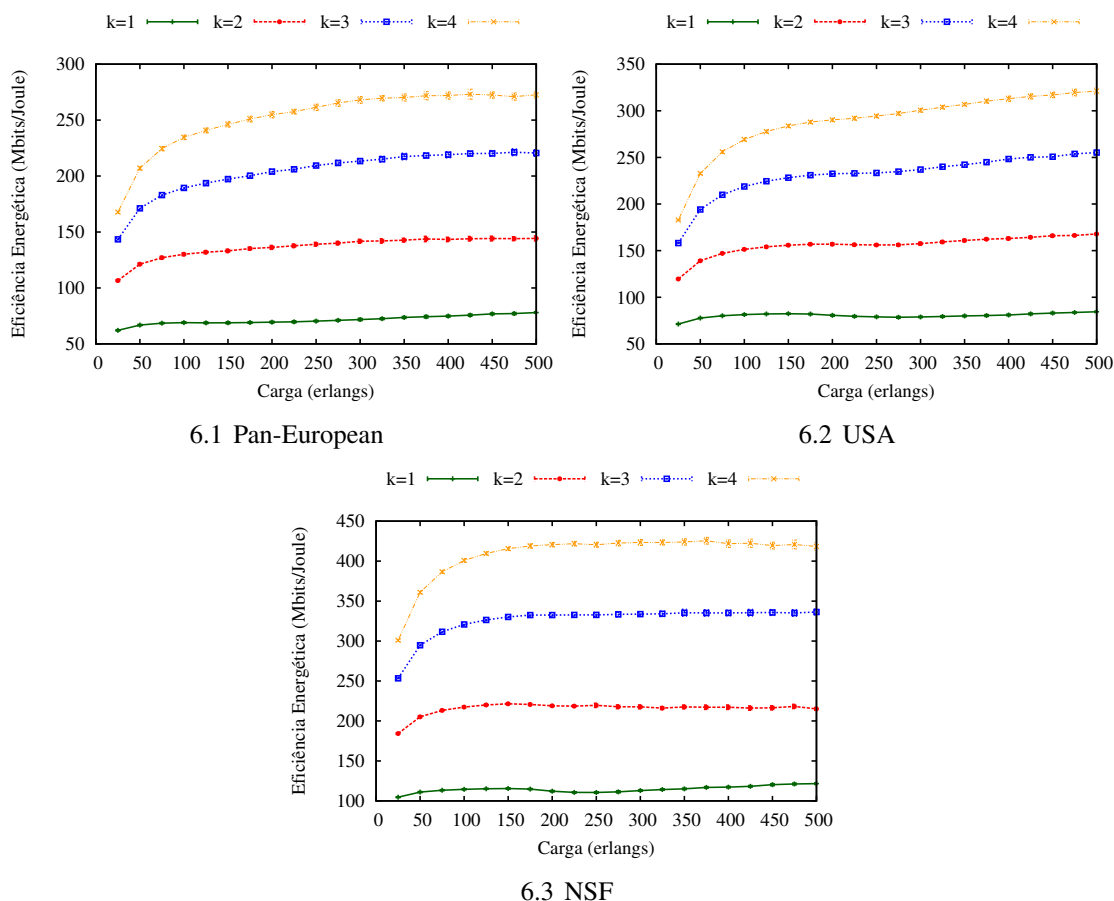 k=1 k=2 k=3 k=4
Eficiência Energética (Mbits/Joule)
300
250
200
150
100
50
0 50 100 150 200 250 300 350 400 450 500
Carga (erlangs)
6.1 Pan-European
k=1 k=2 k=3 k=4
Eficiência Energética (Mbits/Joule)
350
300
250
200
150
100
50
0 50 100 150 200 250 300 350 400 450 500
Carga (erlangs)
6.2 USA
k=1 k=2 k=3 k=4
Eficiência Energética (Mbits/Joule)
450
400
350
300
250
200
150
100
0 50 100 150 200 250 300 350 400 450 500
Carga (erlangs)
6.3 NSF